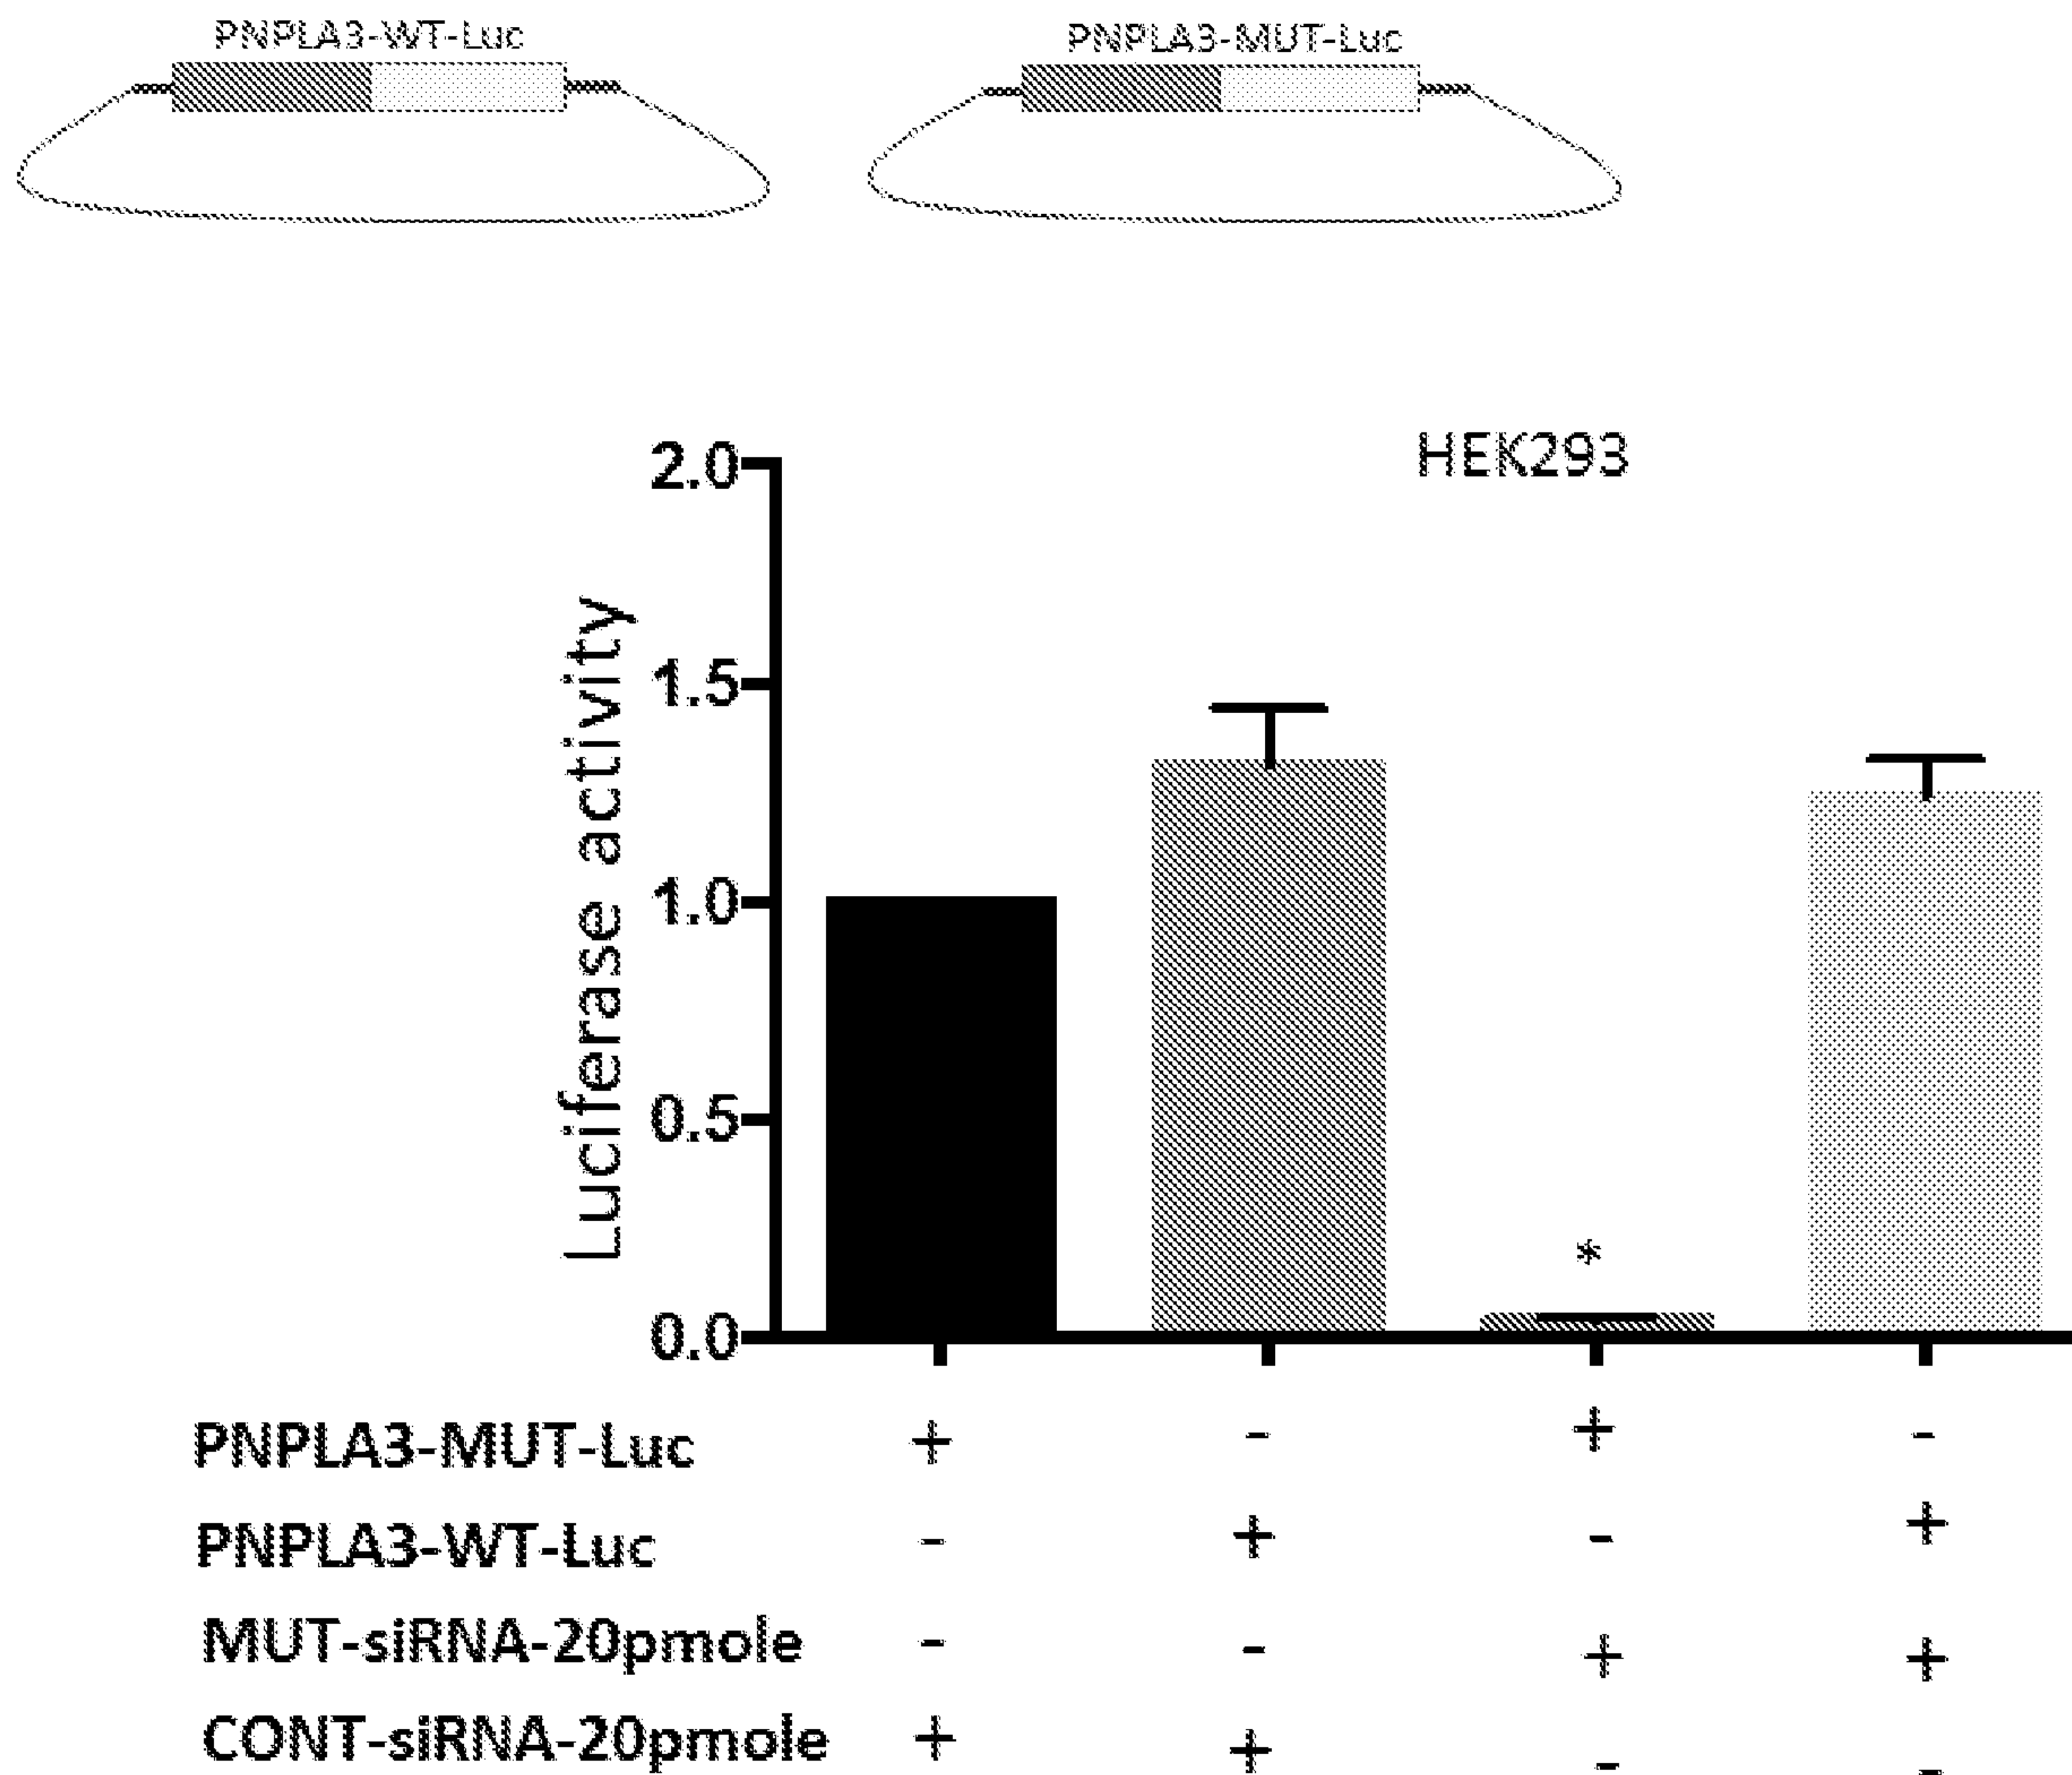 PNPLA3-WT-Luc PNPLA3-MUT-Luc
HEK293
Luciferase activity
2.0
1.5
1.0
0.5
0.0
*
PNPLA3-MUT-Luc + - + -
PNPLA3-WT-Luc - + - +
MUT-siRNA-20pmole - - + +
CONT-siRNA-20pmole + + - -